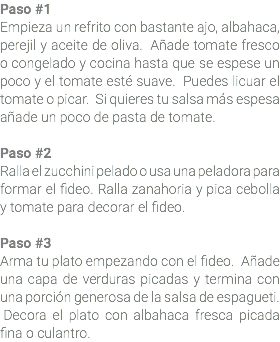 Paso #1
Empieza un refrito con bastante ajo, albahaca,
perejil y aceite de oliva. Añade tomate fresco
o congelado y cocina hasta que se espese un
poco y el tomate esté suave. Puedes licuar el
tomate o picar. Si quieres tu salsa más espesa
añade un poco de pasta de tomate.
Paso #2
Ralla el zucchini pelado o usa una peladora para
formar el fideo. Ralla zanahoria y pica cebolla
y tomate para decorar el fideo.
Paso #3
Arma tu plato empezando con el fideo. Añade
una capa de verduras picadas y termina con
una porción generosa de la salsa de espagueti.
Decora el plato con albahaca fresca picada
fina o culantro.